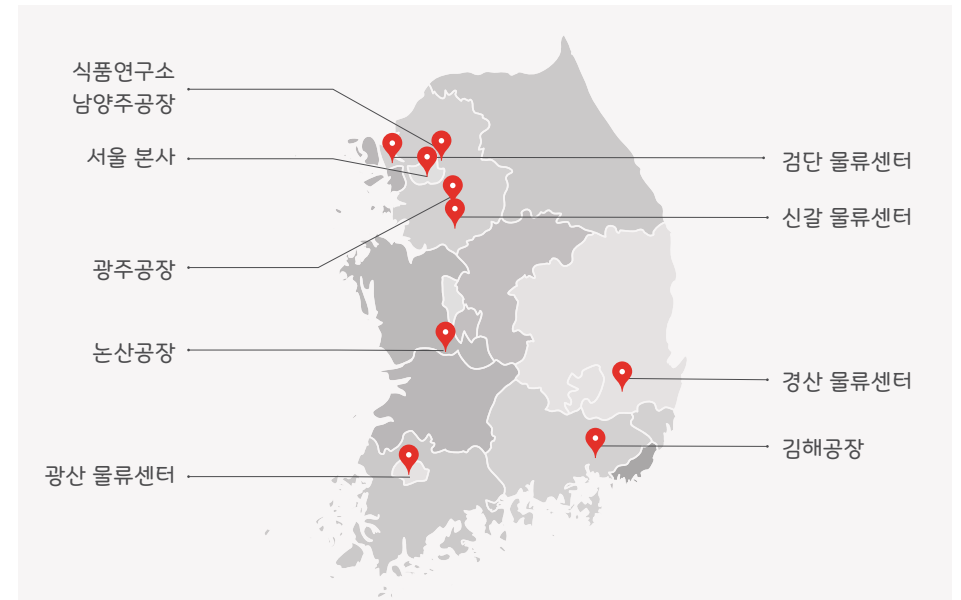 식품연구소
남양주공장
서울 본사
광주공장
논산공장
광산 물류센터
검단 물류센터
신갈 물류센터
경산 물류센터
김해공장